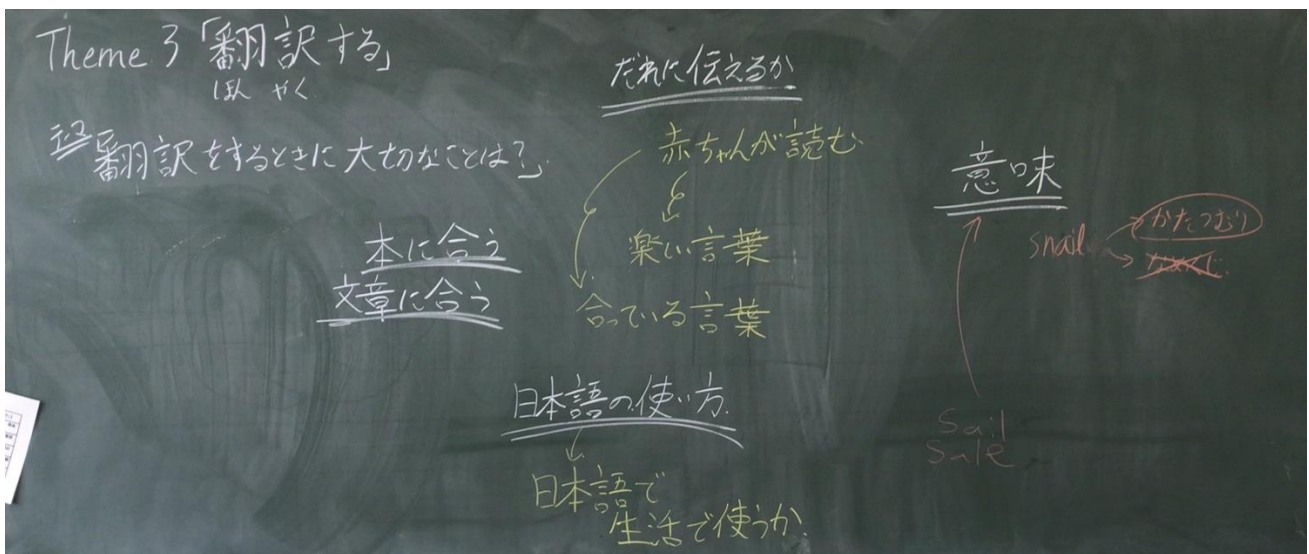 Theme 3「翻訳する」
ほん やく
テーマ
翻訳をするときに大切なことは？」
本に合う
文章に合う
だれに伝えるか
赤ちゃんが読む
楽しい言葉
合っている言葉
日本語の使い方
日本語で
生活で使うか
意味
snail
かたつむり
Sail
Sale